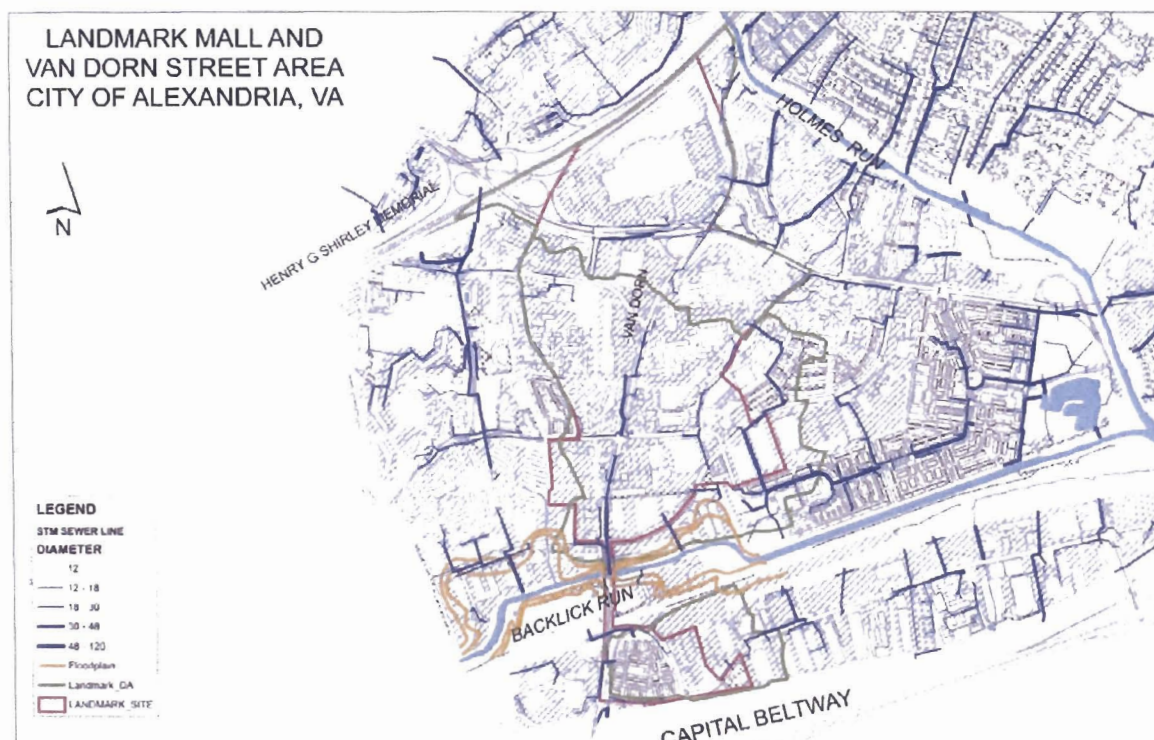 LANDMARK MALL AND
VAN DORN STREET AREA
CITY OF ALEXANDRIA, VA
N
HENRY G SHIRLEY MEMORIAL
HOLMES RUN
VAN DORN
BACKLICK RUN
CAPITAL BELTWAY
LEGEND
STM SEWER LINE
DIAMETER
12
12 - 18
18 - 30
30 - 48
48 - 120
Floodplain
Landmark_DA
LANDMARK_SITE